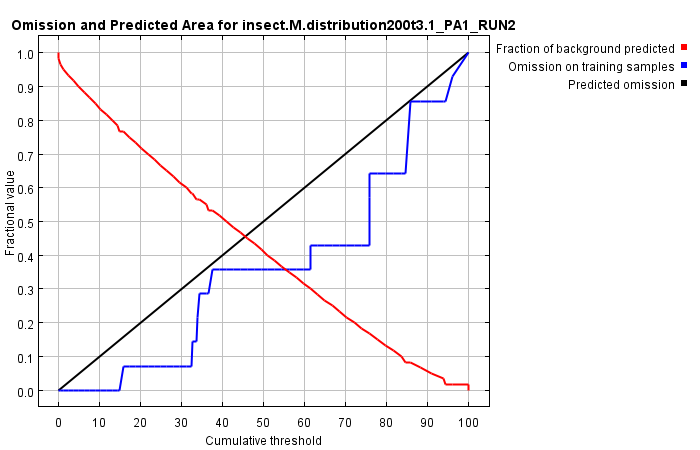 Omission and Predicted Area for insect.M.distribution200t3.1_PA1_RUN2
Fraction of background predicted
Omission on training samples
Predicted omission
1.0
0.9
0.8
0.7
0.6
0.5
0.4
0.3
0.2
0.1
0.0
Fractional value
0 10 20 30 40 50 60 70 80 90 100
Cumulative threshold